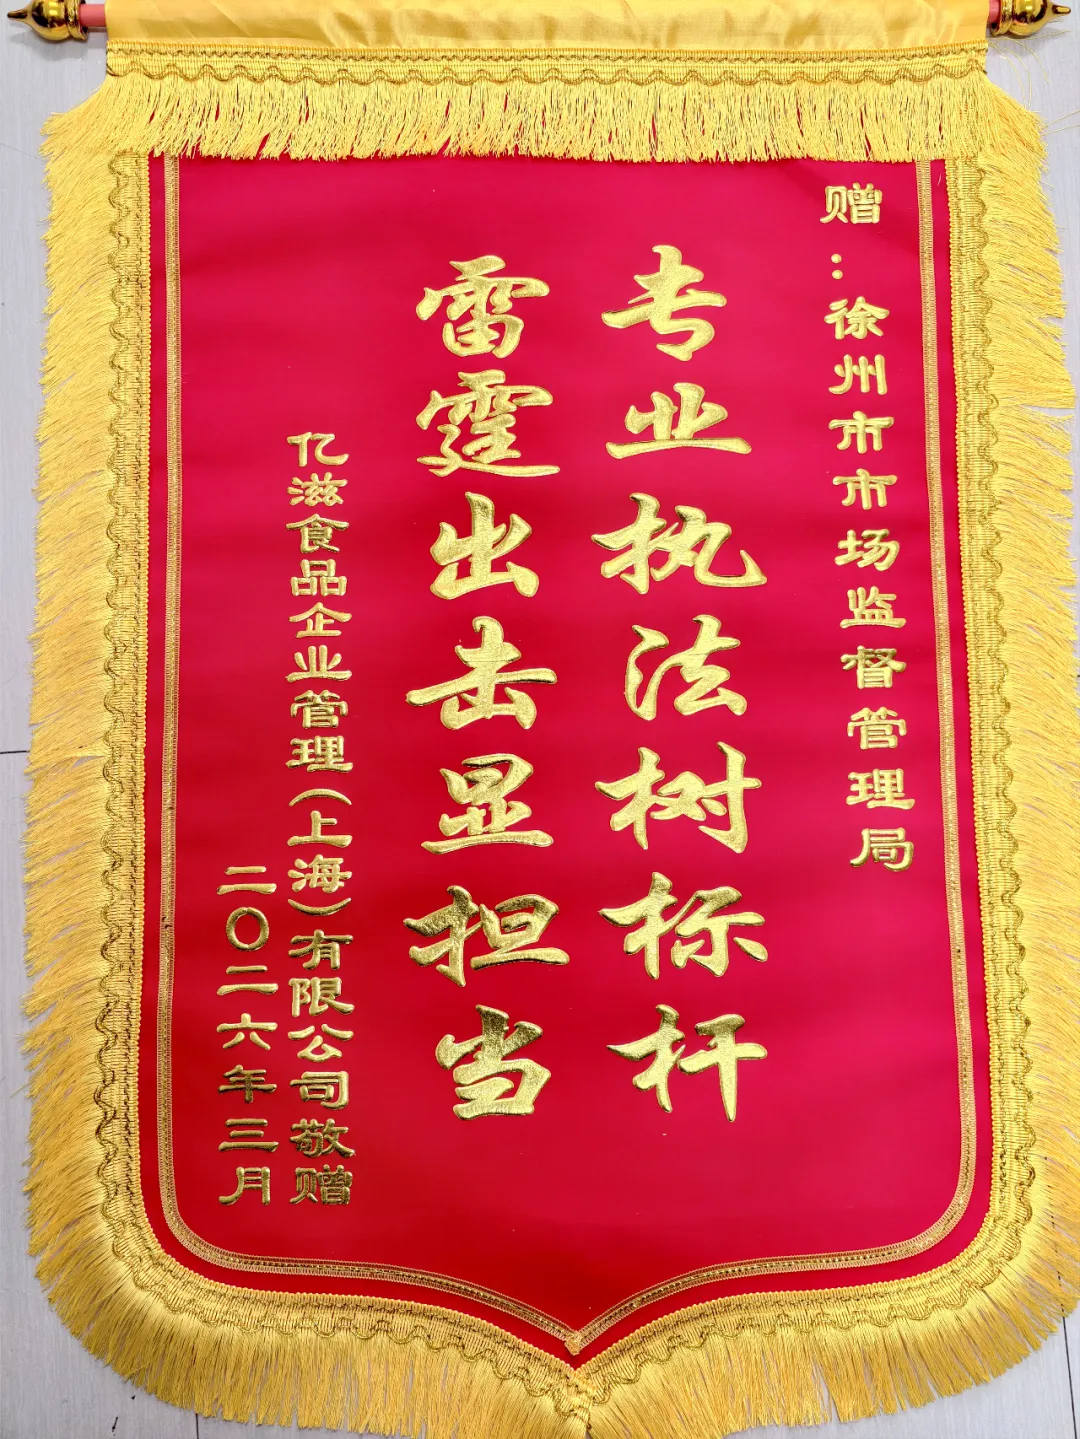 赠：徐州市市场监督管理局
专业执法树标杆
雷霆出击显担当
亿滋食品企业管理（上海）有限公司敬赠
二〇二六年三月